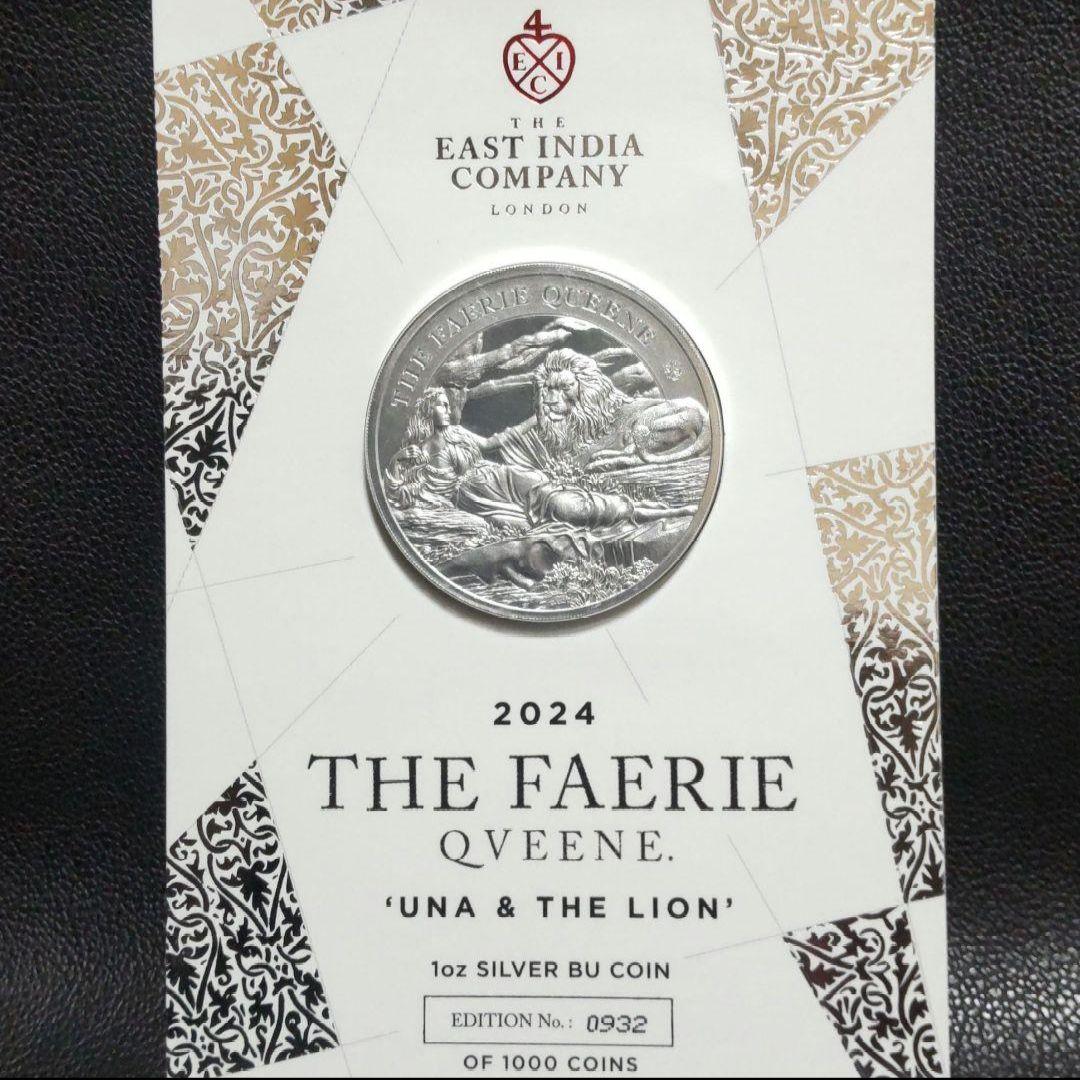 4
E I
C
THE
EAST INDIA
COMPANY
LONDON
THE FAERIE QUEENE
2024
THE FAERIE
QVEENE.
‘UNA & THE LION’
1oz SILVER BU COIN
EDITION No.: 0932
OF 1000 COINS